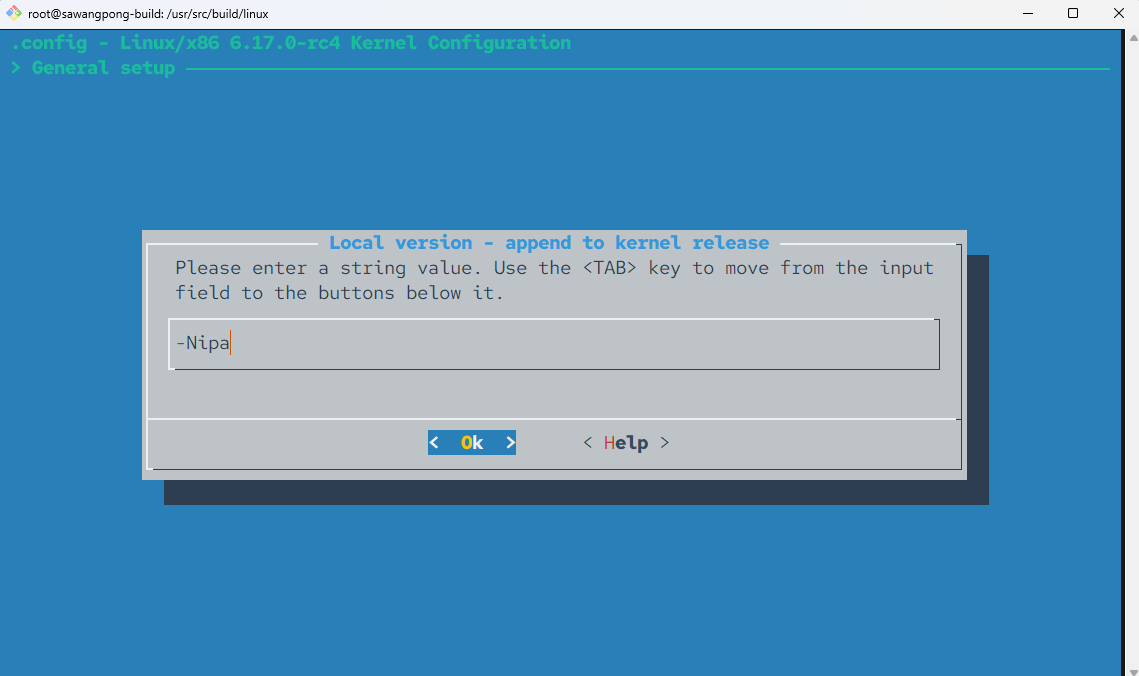 root@sawangpong-build: /usr/src/build/linux
.config - Linux/x86 6.17.0-rc4 Kernel Configuration
> General setup
Local version - append to kernel release
Please enter a string value. Use the <TAB> key to move from the input
field to the buttons below it.
-Nipa
< Ok > < Help >